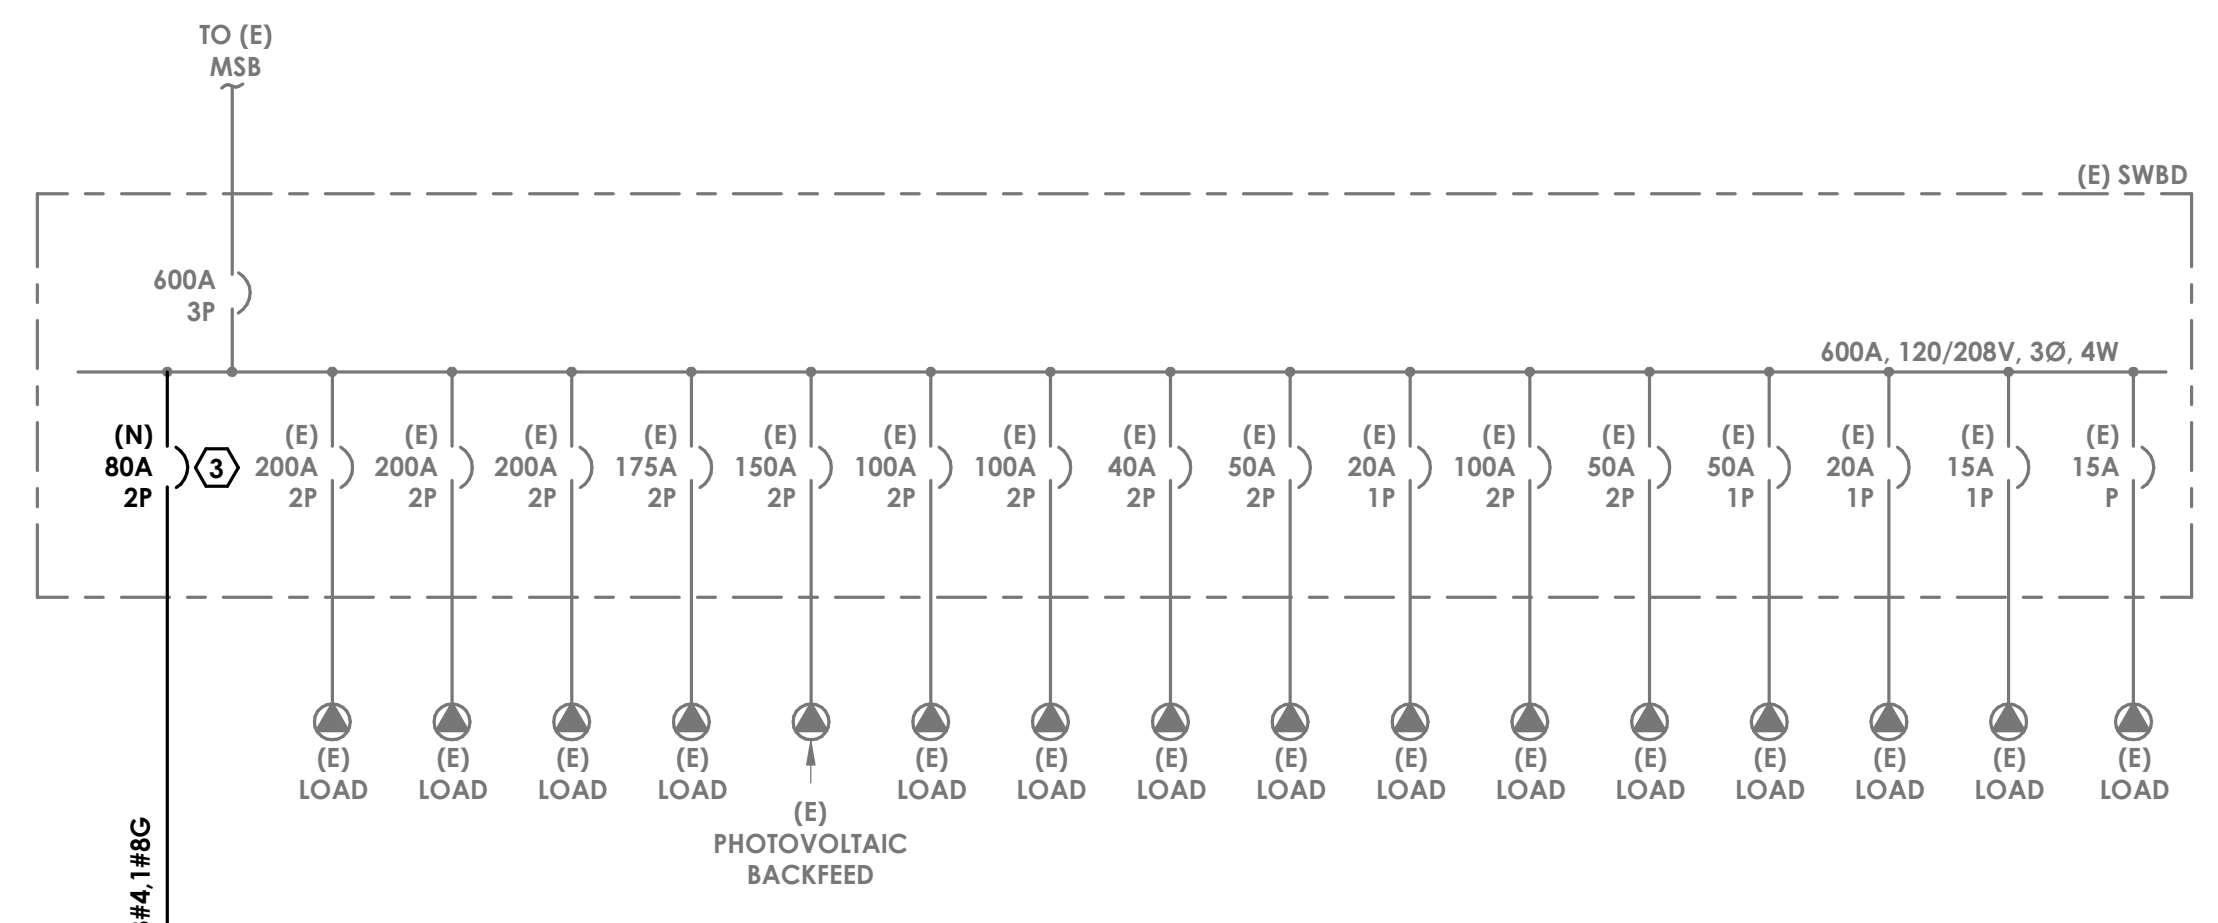 TO (E)
MSB
(E) SWBD
600A
3P
600A, 120/208V, 3Ø, 4W
(N)
80A
2P
3
(E)
200A
2P
(E)
200A
2P
(E)
200A
2P
(E)
175A
2P
(E)
150A
2P
(E)
100A
2P
(E)
100A
2P
(E)
40A
2P
(E)
50A
2P
(E)
20A
1P
(E)
100A
2P
(E)
50A
2P
(E)
50A
1P
(E)
20A
1P
(E)
15A
1P
(E)
15A
P
(E)
LOAD
(E)
LOAD
(E)
LOAD
(E)
LOAD
(E)
PHOTOVOLTAIC
BACKFEED
(E)
LOAD
(E)
LOAD
(E)
LOAD
(E)
LOAD
(E)
LOAD
(E)
LOAD
(E)
LOAD
(E)
LOAD
(E)
LOAD
(E)
LOAD
(E)
LOAD
#4,1#8G